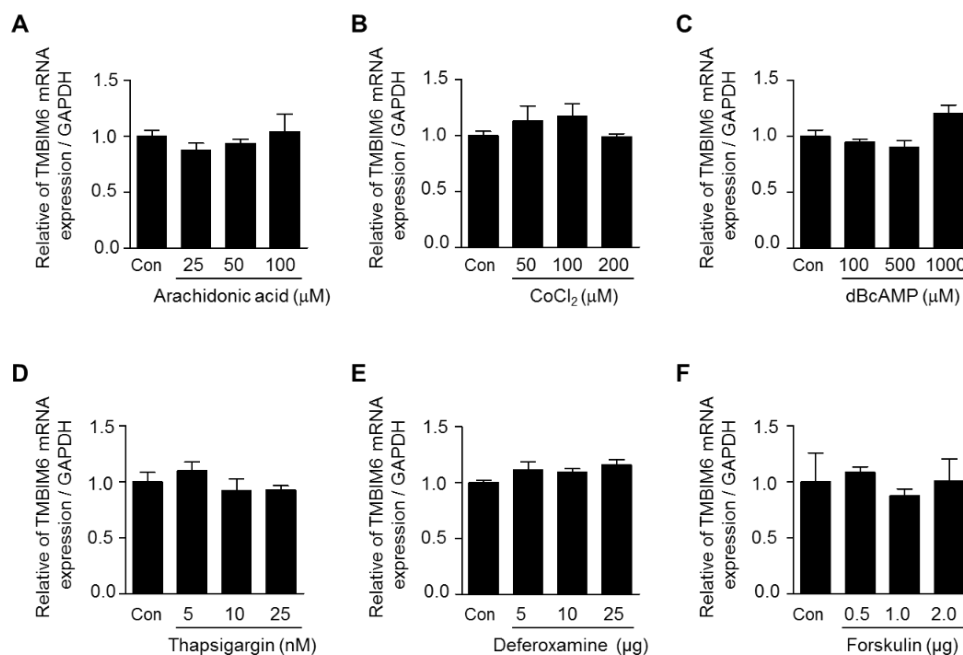 A
Relative of TMBIM6 mRNA
expression / GAPDH
1.5
1.0
0.5
0.0
Con 25 50 100
Arachidonic acid (μM)
B
Relative of TMBIM6 mRNA
expression / GAPDH
1.5
1.0
0.5
0.0
Con 50 100 200
CoCl₂ (μM)
C
Relative of TMBIM6 mRNA
expression / GAPDH
1.5
1.0
0.5
0.0
Con 100 500 1000
dBcAMP (μM)
D
Relative of TMBIM6 mRNA
expression / GAPDH
1.5
1.0
0.5
0.0
Con 5 10 25
Thapsigargin (nM)
E
Relative of TMBIM6 mRNA
expression / GAPDH
1.5
1.0
0.5
0.0
Con 5 10 25
Deferoxamine (μg)
F
Relative of TMBIM6 mRNA
expression / GAPDH
1.5
1.0
0.5
0.0
Con 0.5 1.0 2.0
Forskulin (μg)